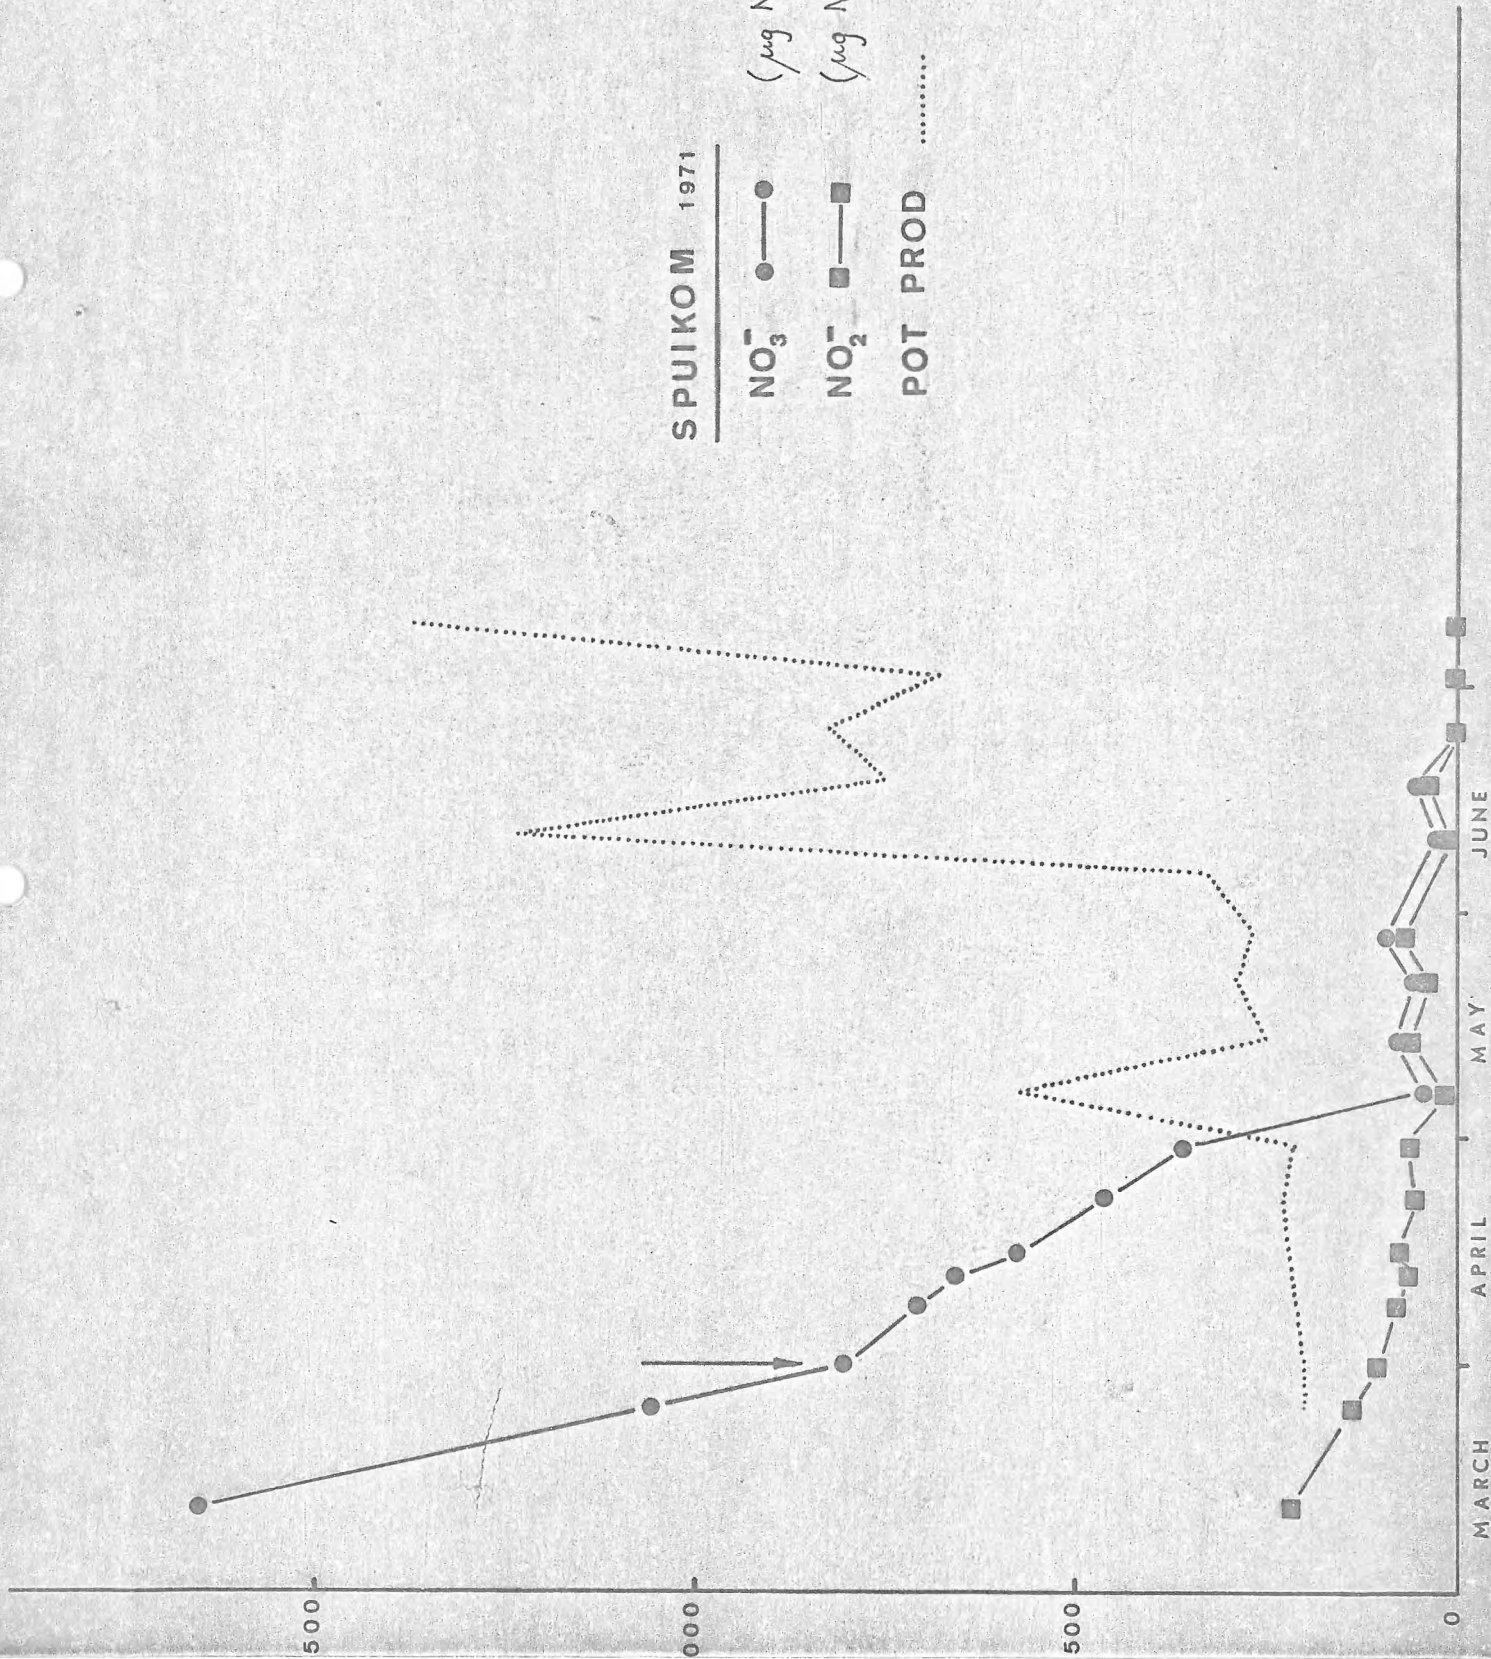 SPUIKOM 1971
NO₃⁻ (µg N
NO₂⁻ (µg N
POT PROD
500
000
500
0
MARCH APRIL MAY JUNE